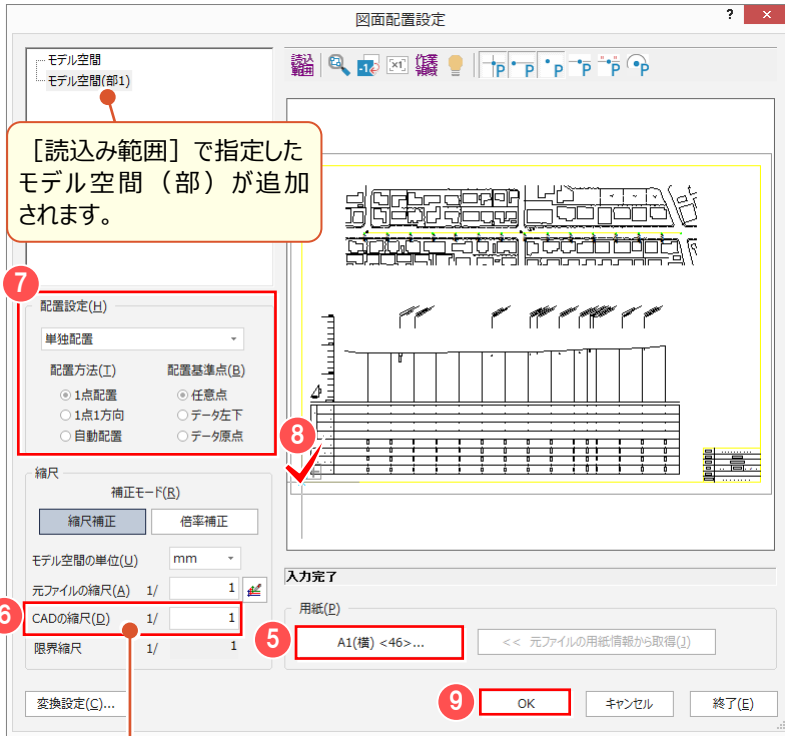 図面配置設定
?
×
モデル空間
モデル空間(部1)
読込範囲
作業領域
P P P P P P
［読込み範囲］で指定した
モデル空間（部）が追加
されます。
7
配置設定(H)
単独配置
配置方法(T)
配置基準点(B)
1点配置
任意点
1点1方向
データ左下
自動配置
データ原点
8
縮尺
補正モード(R)
縮尺補正
倍率補正
モデル空間の単位(U)
mm
元ファイルの縮尺(A) 1/ 1
6
CADの縮尺(D) 1/ 1
限界縮尺 1/ 1
入力完了
用紙(P)
5
A1(横) <46>...
<< 元ファイルの用紙情報から取得(J)
変換設定(C)...
9
OK
キャンセル
終了(E)